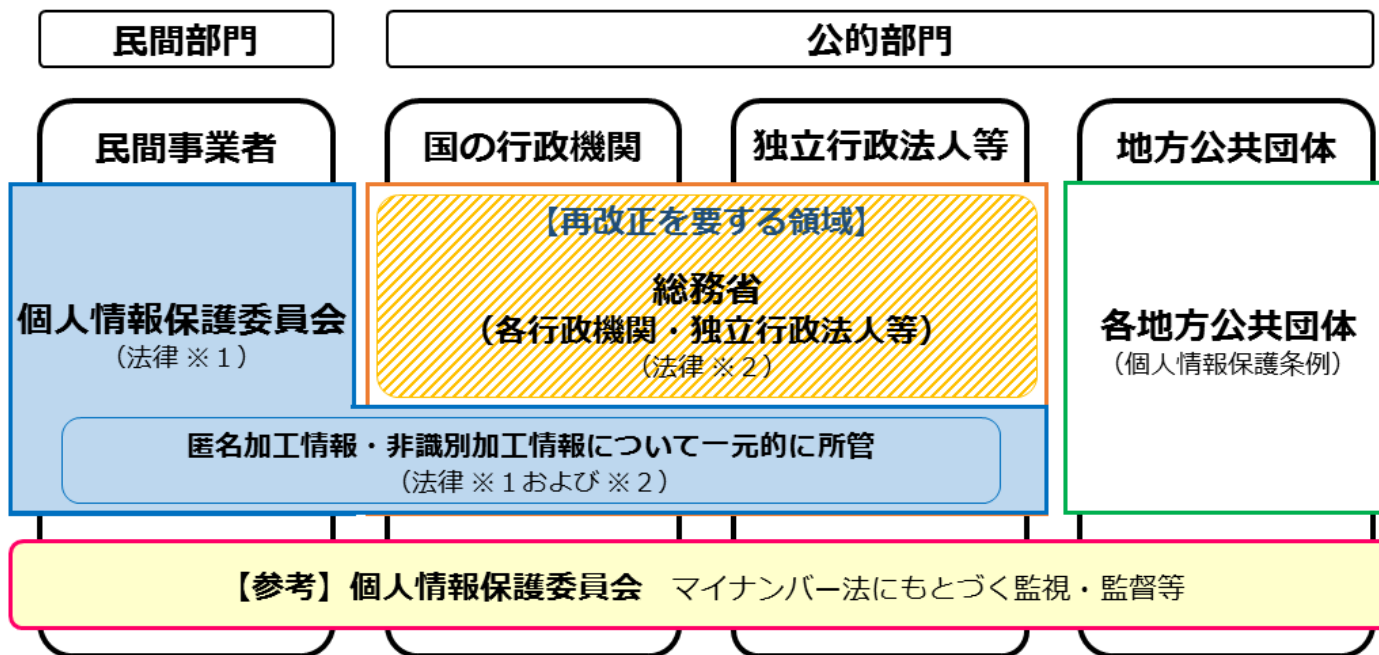 民間部門
公的部門
民間事業者
国の行政機関
独立行政法人等
地方公共団体
個人情報保護委員会
（法律 ※１）
【再改正を要する領域】
総務省
（各行政機関・独立行政法人等）
（法律 ※２）
各地方公共団体
（個人情報保護条例）
匿名加工情報・非識別加工情報について一元的に所管
（法律 ※１および ※２）
【参考】個人情報保護委員会　マイナンバー法にもとづく監視・監督等